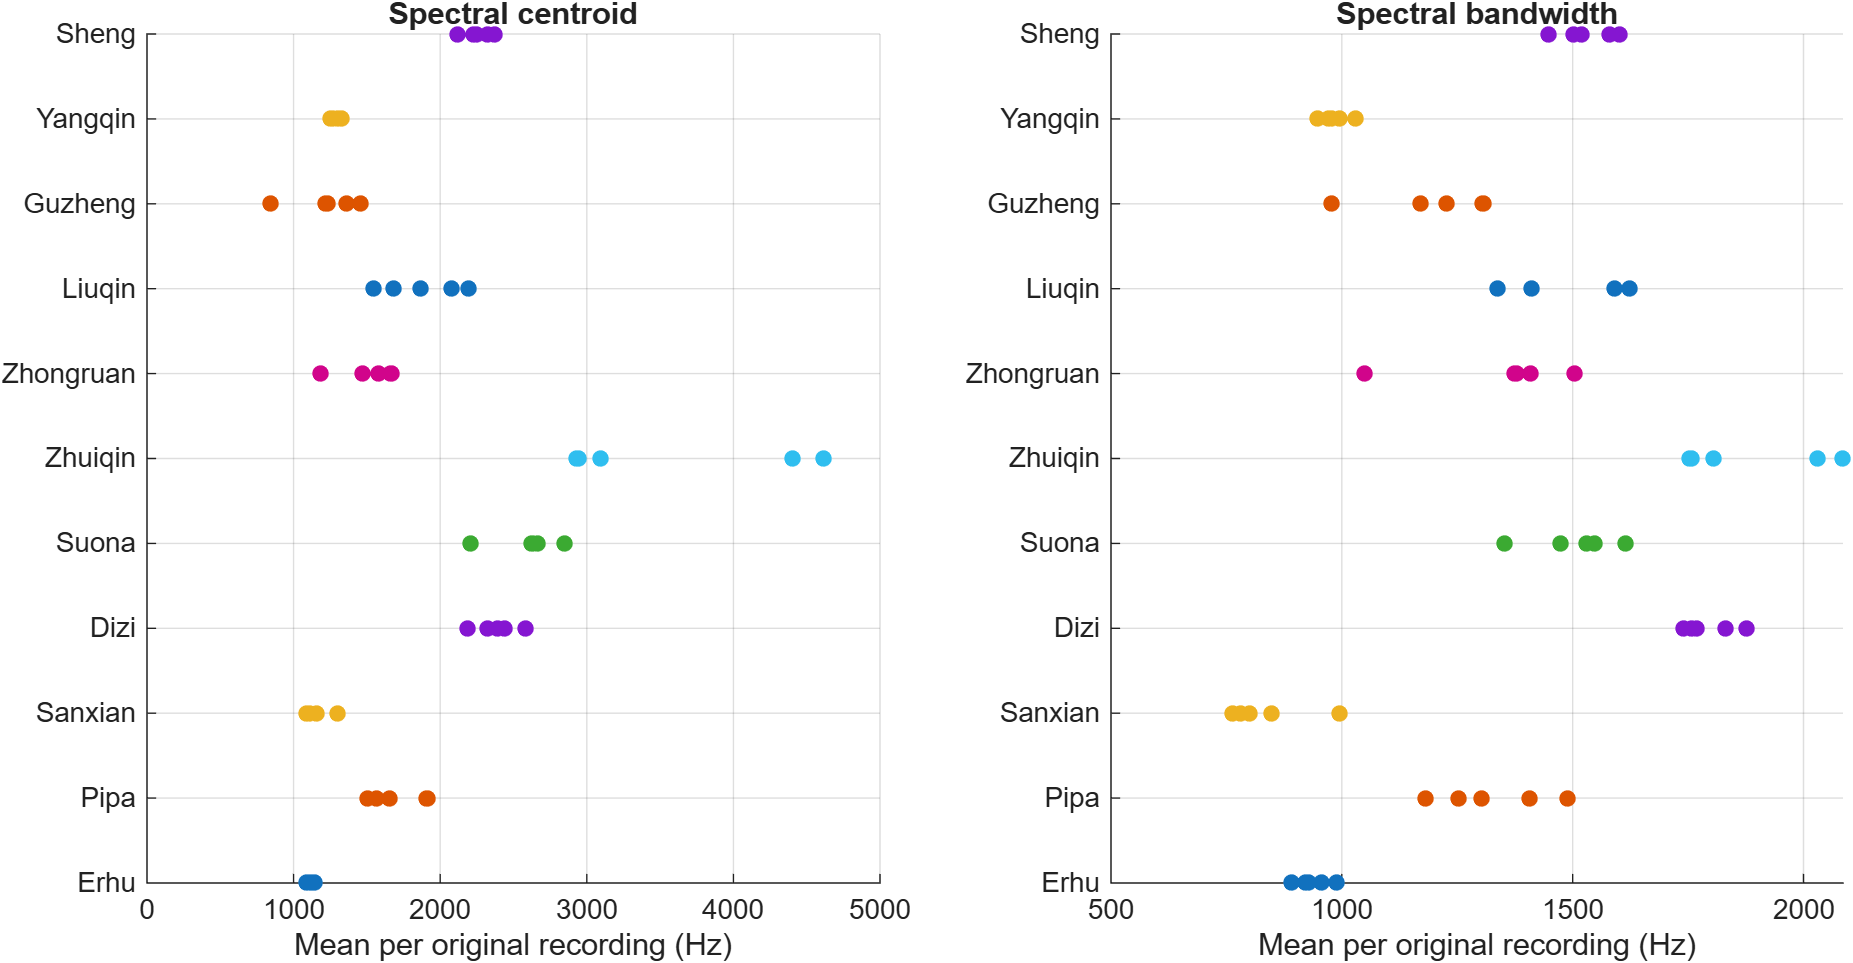 Spectral centroid
Sheng
Yangqin
Guzheng
Liuqin
Zhongruan
Zhuiqin
Suona
Dizi
Sanxian
Pipa
Erhu
0 1000 2000 3000 4000 5000
Mean per original recording (Hz)
Spectral bandwidth
Sheng
Yangqin
Guzheng
Liuqin
Zhongruan
Zhuiqin
Suona
Dizi
Sanxian
Pipa
Erhu
500 1000 1500 2000
Mean per original recording (Hz)